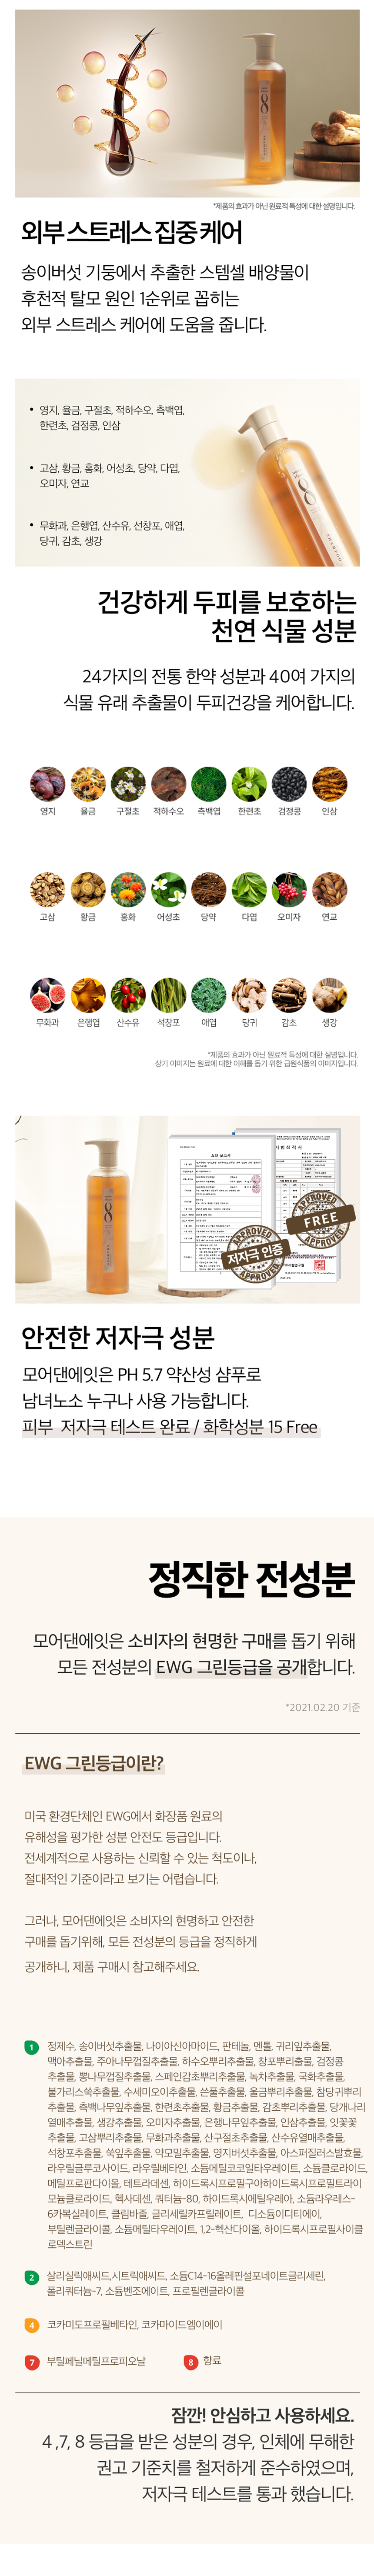 *제품의 효과가 아닌 원료적 특성에 대한 설명입니다.
외부 스트레스 집중 케어
송이버섯 기둥에서 추출한 스템셀 배양물이
후천적 탈모 원인 1순위로 꼽히는
외부 스트레스 케어에 도움을 줍니다.
• 영지, 율금, 구절초, 적하수오, 측백엽,
한련초, 검정콩, 인삼
• 고삼, 황금, 홍화, 어성초, 당약, 다엽,
오미자, 연교
• 무화과, 은행엽, 산수유, 선창포, 애엽,
당귀, 감초, 생강
SHAMPOO
건강하게 두피를 보호하는
천연 식물 성분
24가지의 전통 한약 성분과 40여 가지의
식물 유래 추출물이 두피건강을 케어합니다.
영지 율금 구절초 적하수오 측백엽 한련초 검정콩 인삼
고삼 황금 홍화 어성초 당약 다엽 오미자 연교
무화과 은행엽 산수유 석창포 애엽 당귀 감초 생강
*제품의 효과가 아닌 원료적 특성에 대한 설명입니다.
상기 이미지는 원료에 대한 이해를 돕기 위한 급원식품의 이미지입니다.
APPROVED
저자극 인증
APPROVED
APPROVED
FREE
APPROVED
안전한 저자극 성분
모어댄에잇은 PH 5.7 약산성 샴푸로
남녀노소 누구나 사용 가능합니다.
피부 저자극 테스트 완료 / 화학성분 15 Free
정직한 전성분
모어댄에잇은 소비자의 현명한 구매를 돕기 위해
모든 전성분의 EWG 그린등급을 공개합니다.
*2021.02.20 기준
EWG 그린등급이란?
미국 환경단체인 EWG에서 화장품 원료의
유해성을 평가한 성분 안전도 등급입니다.
전세계적으로 사용하는 신뢰할 수 있는 척도이나,
절대적인 기준이라고 보기는 어렵습니다.
그러나, 모어댄에잇은 소비자의 현명하고 안전한
구매를 돕기위해, 모든 전성분의 등급을 정직하게
공개하니, 제품 구매시 참고해주세요.
1 정제수, 송이버섯추출물, 나이아신아마이드, 판테놀, 멘톨, 귀리잎추출물,
맥아추출물, 주아나무껍질추출물, 하수오뿌리추출물, 창포뿌리출물, 검정콩
추출물, 뽕나무껍질추출물, 스페인감초뿌리추출물, 녹차추출물, 국화추출물,
불가리스쑥추출물, 수세미오이추출물, 쓴풀추출물, 울금뿌리추출물, 참당귀뿌리
추출물, 측백나무잎추출물, 한련초추출물, 황금추출물, 감초뿌리추출물, 당개나리
열매추출물, 생강추출물, 오미자추출물, 은행나무잎추출물, 인삼추출물, 잇꽃꽃
추출물, 고삼뿌리추출물, 무화과추출물, 산구절초추출물, 산수유열매추출물,
석창포추출물, 쑥잎추출물, 약모밀추출물, 영지버섯추출물, 아스퍼질러스발효물,
라우릴글루코사이드, 라우릴베타인, 소듐메틸코코일타우레이트, 소듐클로라이드,
메틸프로판다이올, 테트라데센, 하이드록시프로필구아하이드록시프로필트라이
모늄클로라이드, 헥사데센, 쿼터늄-80, 하이드록시에틸우레아, 소듐라우레스-
6카복실레이트, 클림바졸, 글리세릴카프릴레이트, 디소듐이디티에이,
부틸렌글라이콜, 소듐메틸타우레이트, 1,2-헥산다이올, 하이드록시프로필사이클
로덱스트린
2 살리실릭애씨드,시트릭애씨드, 소듐C14-16올레핀설포네이트글리세린,
폴리쿼터늄-7, 소듐벤조에이트, 프로필렌글라이콜
4 코카미도프로필베타인, 코카마이드엠이에이
7 부틸페닐메틸프로피오날 8 향료
잠깐! 안심하고 사용하세요.
4 ,7, 8 등급을 받은 성분의 경우, 인체에 무해한
권고 기준치를 철저하게 준수하였으며,
저자극 테스트를 통과 했습니다.